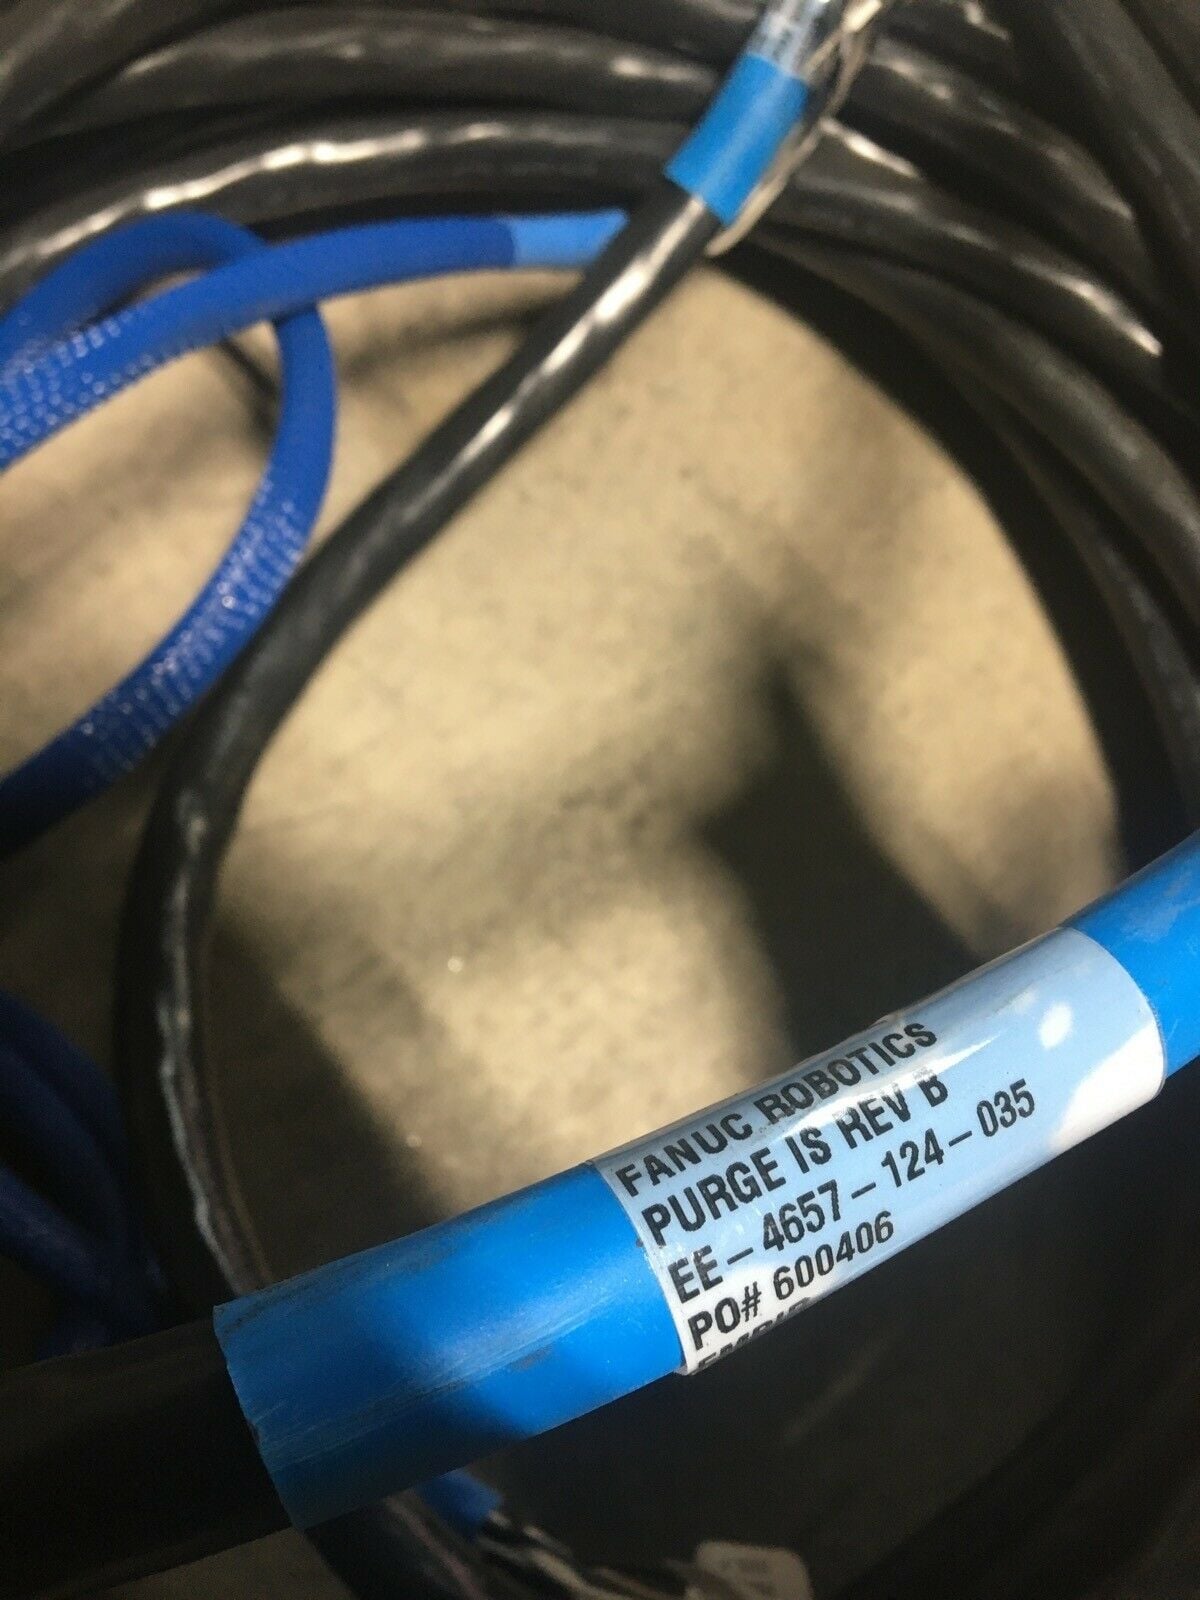 FANUC ROBOTICS
PURGE IS REV B
EE-4657-124-035
PO# 600406